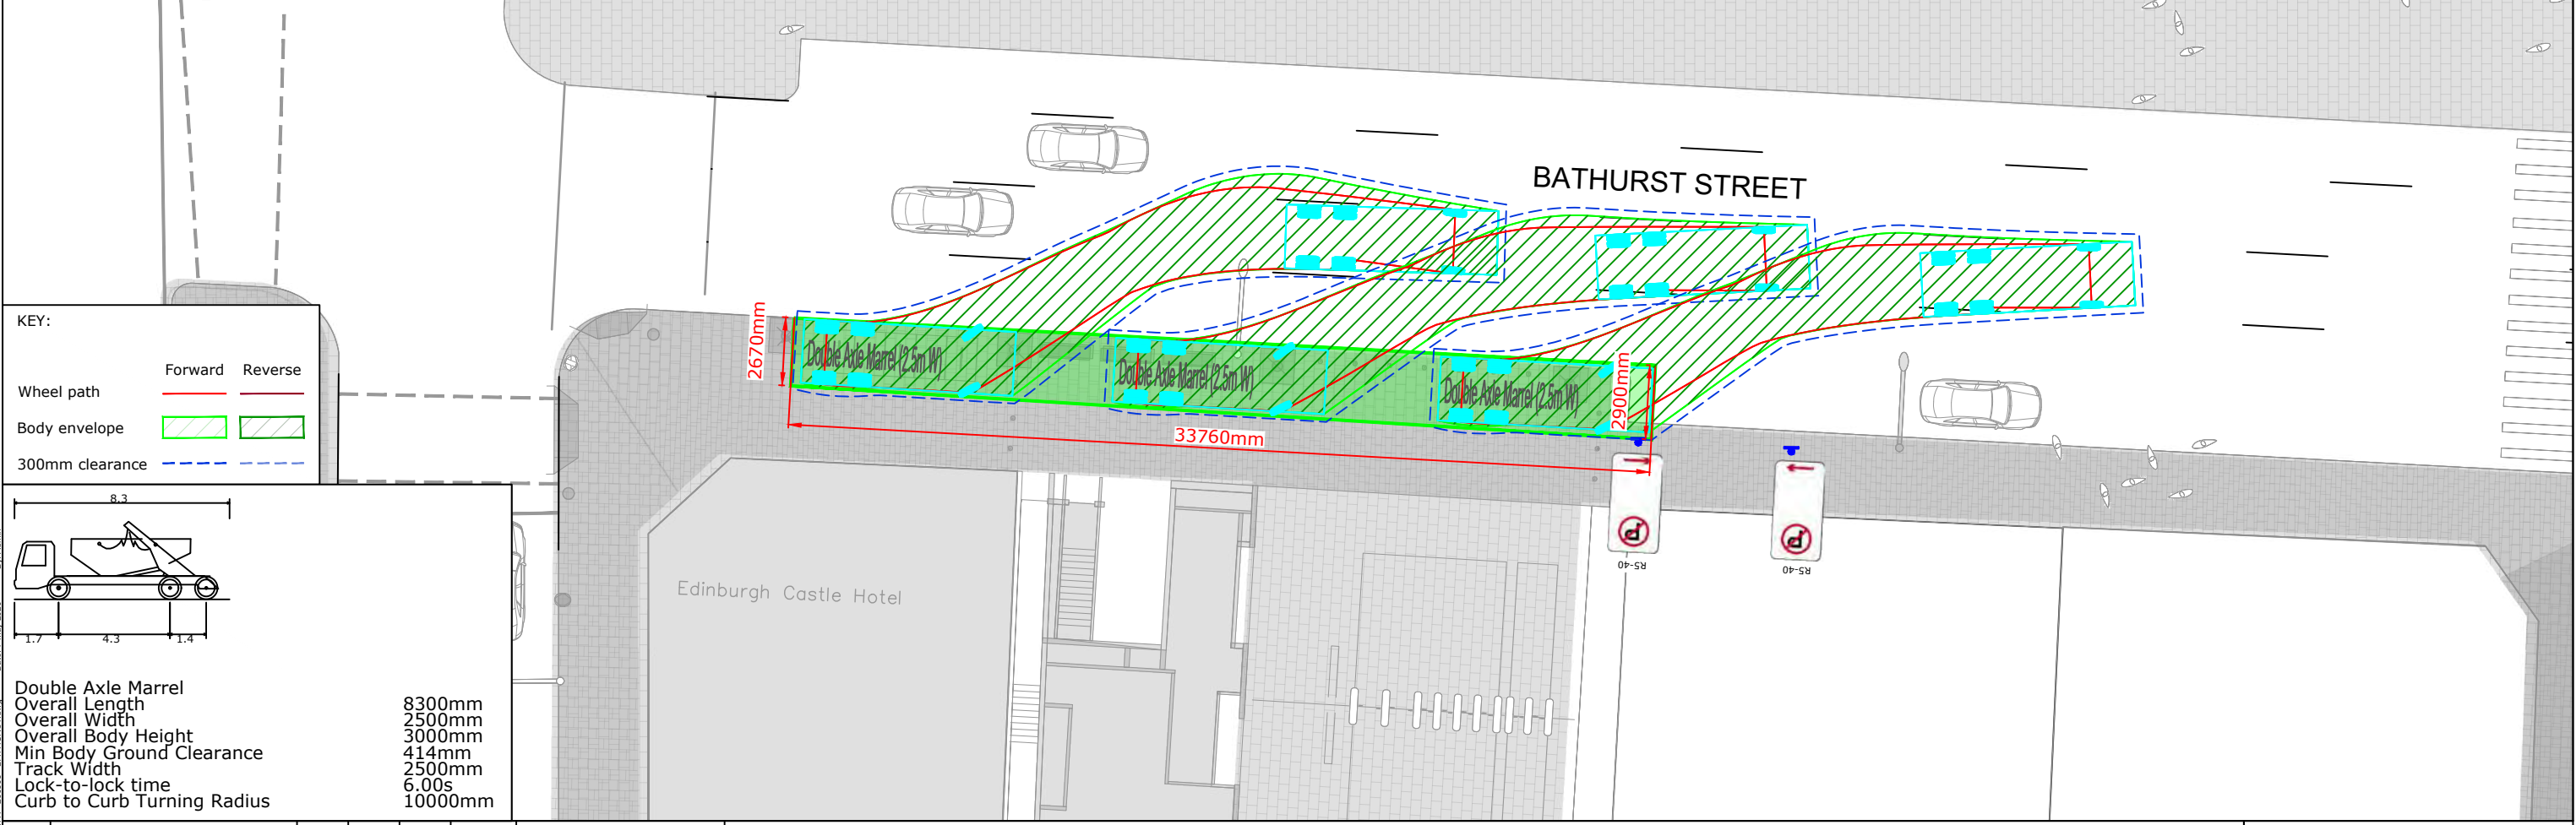 BATHURST STREET
2670mm
Double Axle Marrel (2.5m W)
Double Axle Marrel (2.5m W)
Double Axle Marrel (2.5m W)
2900mm
33760mm
KEY:
Forward Reverse
Wheel path
Body envelope
300mm clearance
8.3
1.7 4.3 1.4
Double Axle Marrel
Overall Length 8300mm
Overall Width 2500mm
Overall Body Height 3000mm
Min Body Ground Clearance 414mm
Track Width 2500mm
Lock-to-lock time 6.00s
Curb to Curb Turning Radius 10000mm
Edinburgh Castle Hotel
P
R5-40
P
R5-40